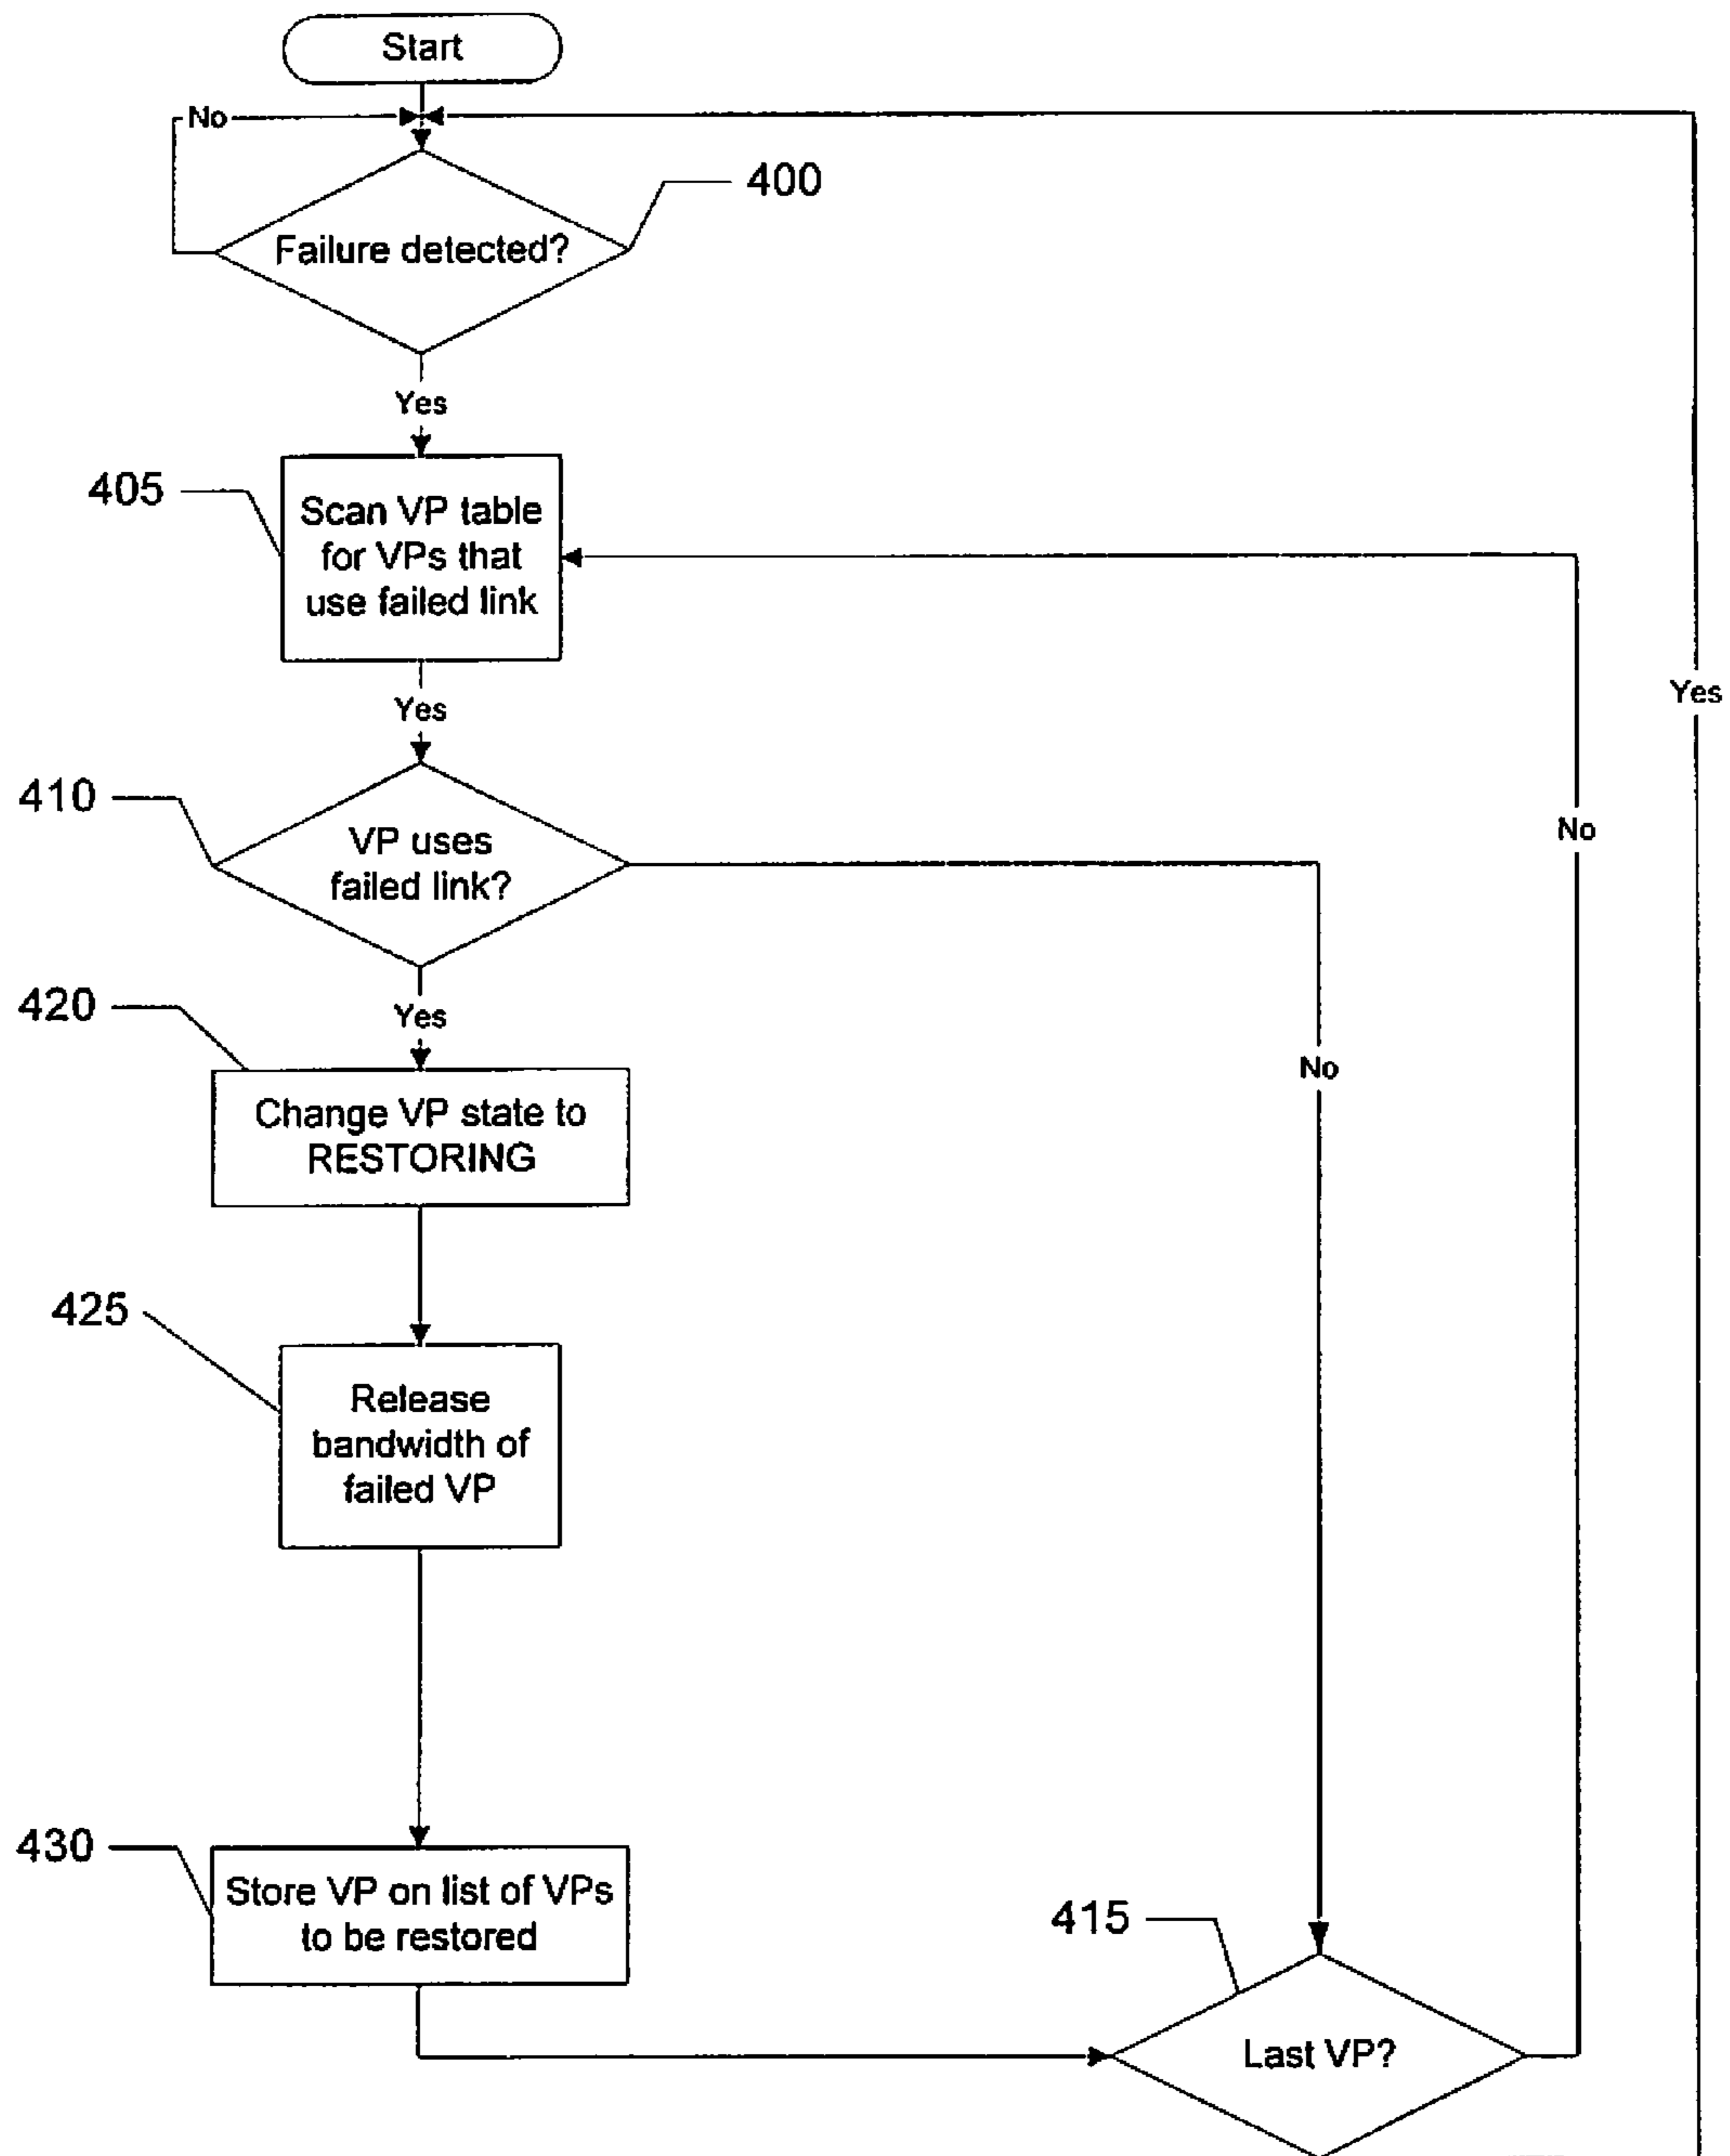 Start
No
400
Failure detected?
Yes
405
Scan VP table
for VPs that
use failed link
Yes
Yes
410
VP uses
failed link?
No
420
Yes
No
Change VP state to
RESTORING
425
Release
bandwidth of
failed VP
430
Store VP on list of VPs
to be restored
415
Last VP?